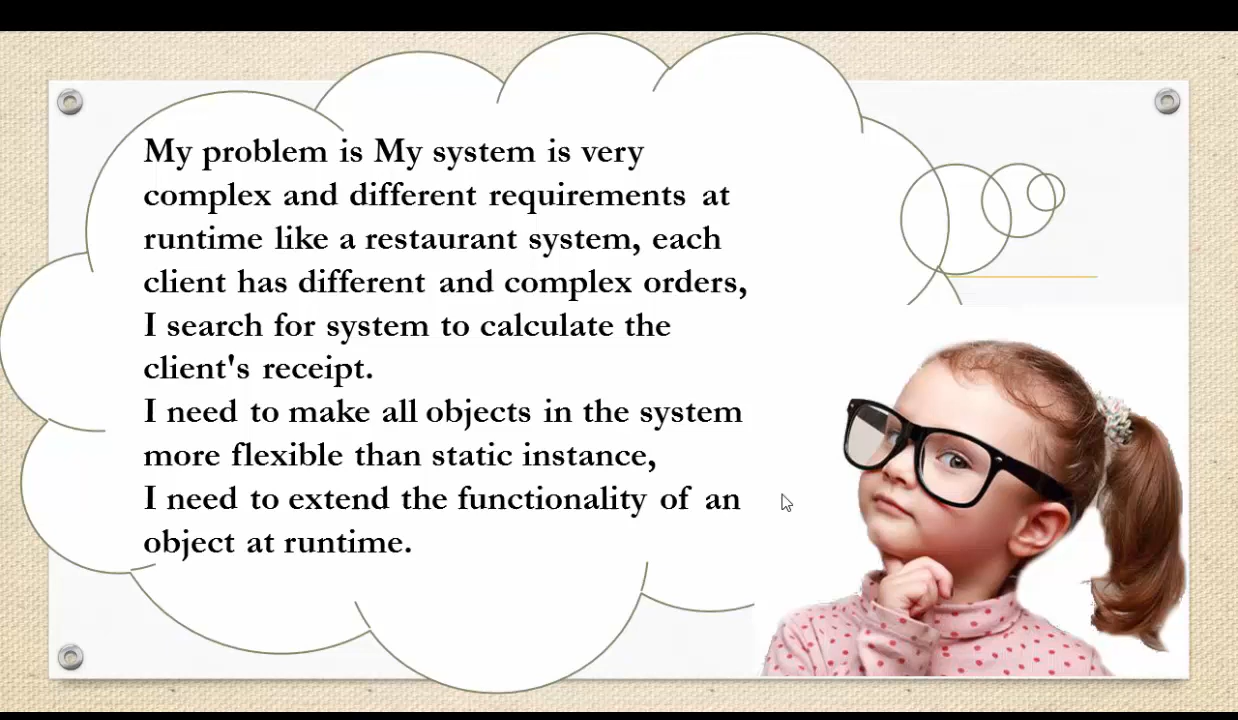 My problem is My system is very
complex and different requirements at
runtime like a restaurant system, each
client has different and complex orders,
I search for system to calculate the
client's receipt.
I need to make all objects in the system
more flexible than static instance,
I need to extend the functionality of an
object at runtime.